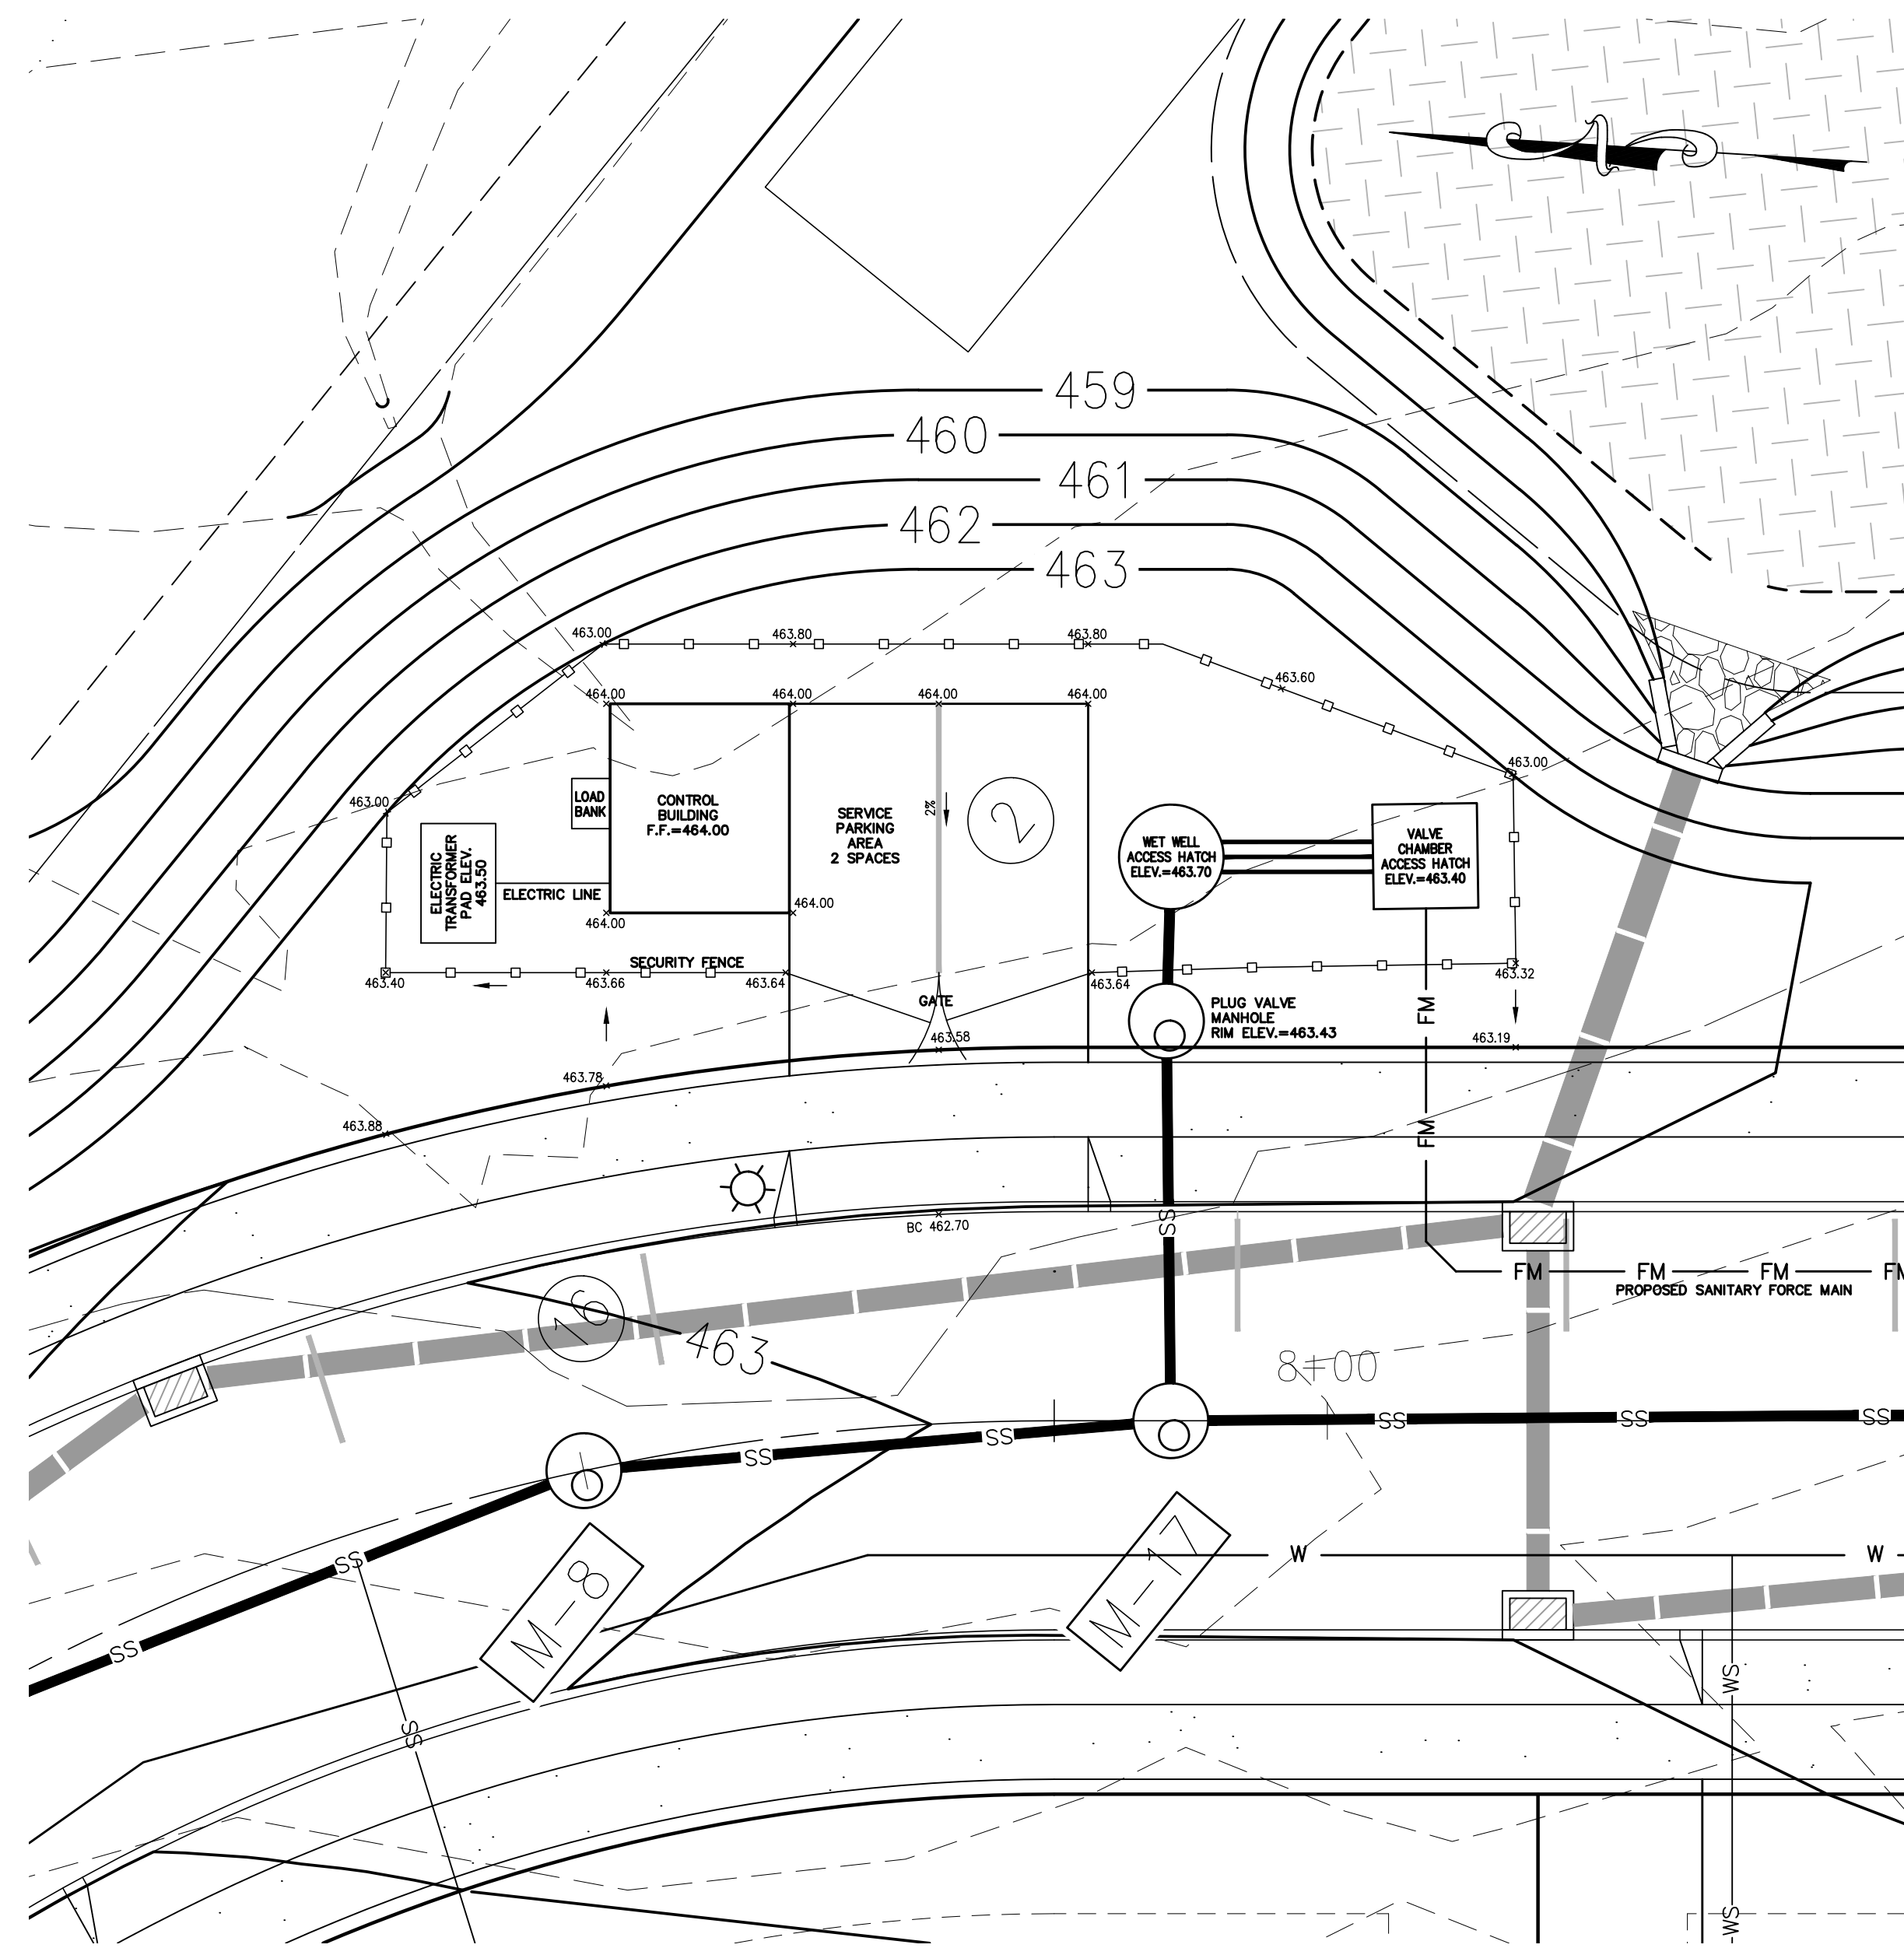 N
459
460
461
462
463
463.00
463.80
463.80
463.60
464.00
464.00
464.00
464.00
463.00
463.00
LOAD
BANK
CONTROL
BUILDING
F.F.=464.00
SERVICE
PARKING
AREA
2 SPACES
2%
2
WET WELL
ACCESS HATCH
ELEV.=463.70
VALVE
CHAMBER
ACCESS HATCH
ELEV.=463.40
ELECTRIC
TRANSFORMER
PAD ELEV.
463.50
ELECTRIC LINE
464.00
464.00
SECURITY FENCE
463.40
463.66
463.64
463.64
463.32
GATE
PLUG VALVE
MANHOLE
RIM ELEV.=463.43
FM
463.58
463.19
463.78
463.88
FM
SS
BC 462.70
FM
FM
FM
FM
PROPOSED SANITARY FORCE MAIN
16
463
8+00
SS
SS
SS
SS
SS
SS
SS
W
W
M-8
M-17
WS
SS
WS